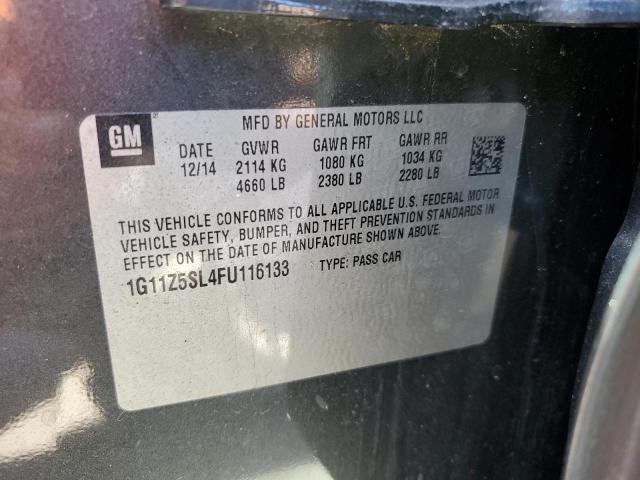 GM
MFD BY GENERAL MOTORS LLC
DATE GVWR GAWR FRT GAWR RR
12/14 2114 KG 1080 KG 1034 KG
4660 LB 2380 LB 2280 LB
THIS VEHICLE CONFORMS TO ALL APPLICABLE U.S. FEDERAL MOTOR
VEHICLE SAFETY, BUMPER, AND THEFT PREVENTION STANDARDS IN
EFFECT ON THE DATE OF MANUFACTURE SHOWN ABOVE.
1G11Z5SL4FU116133 TYPE: PASS CAR